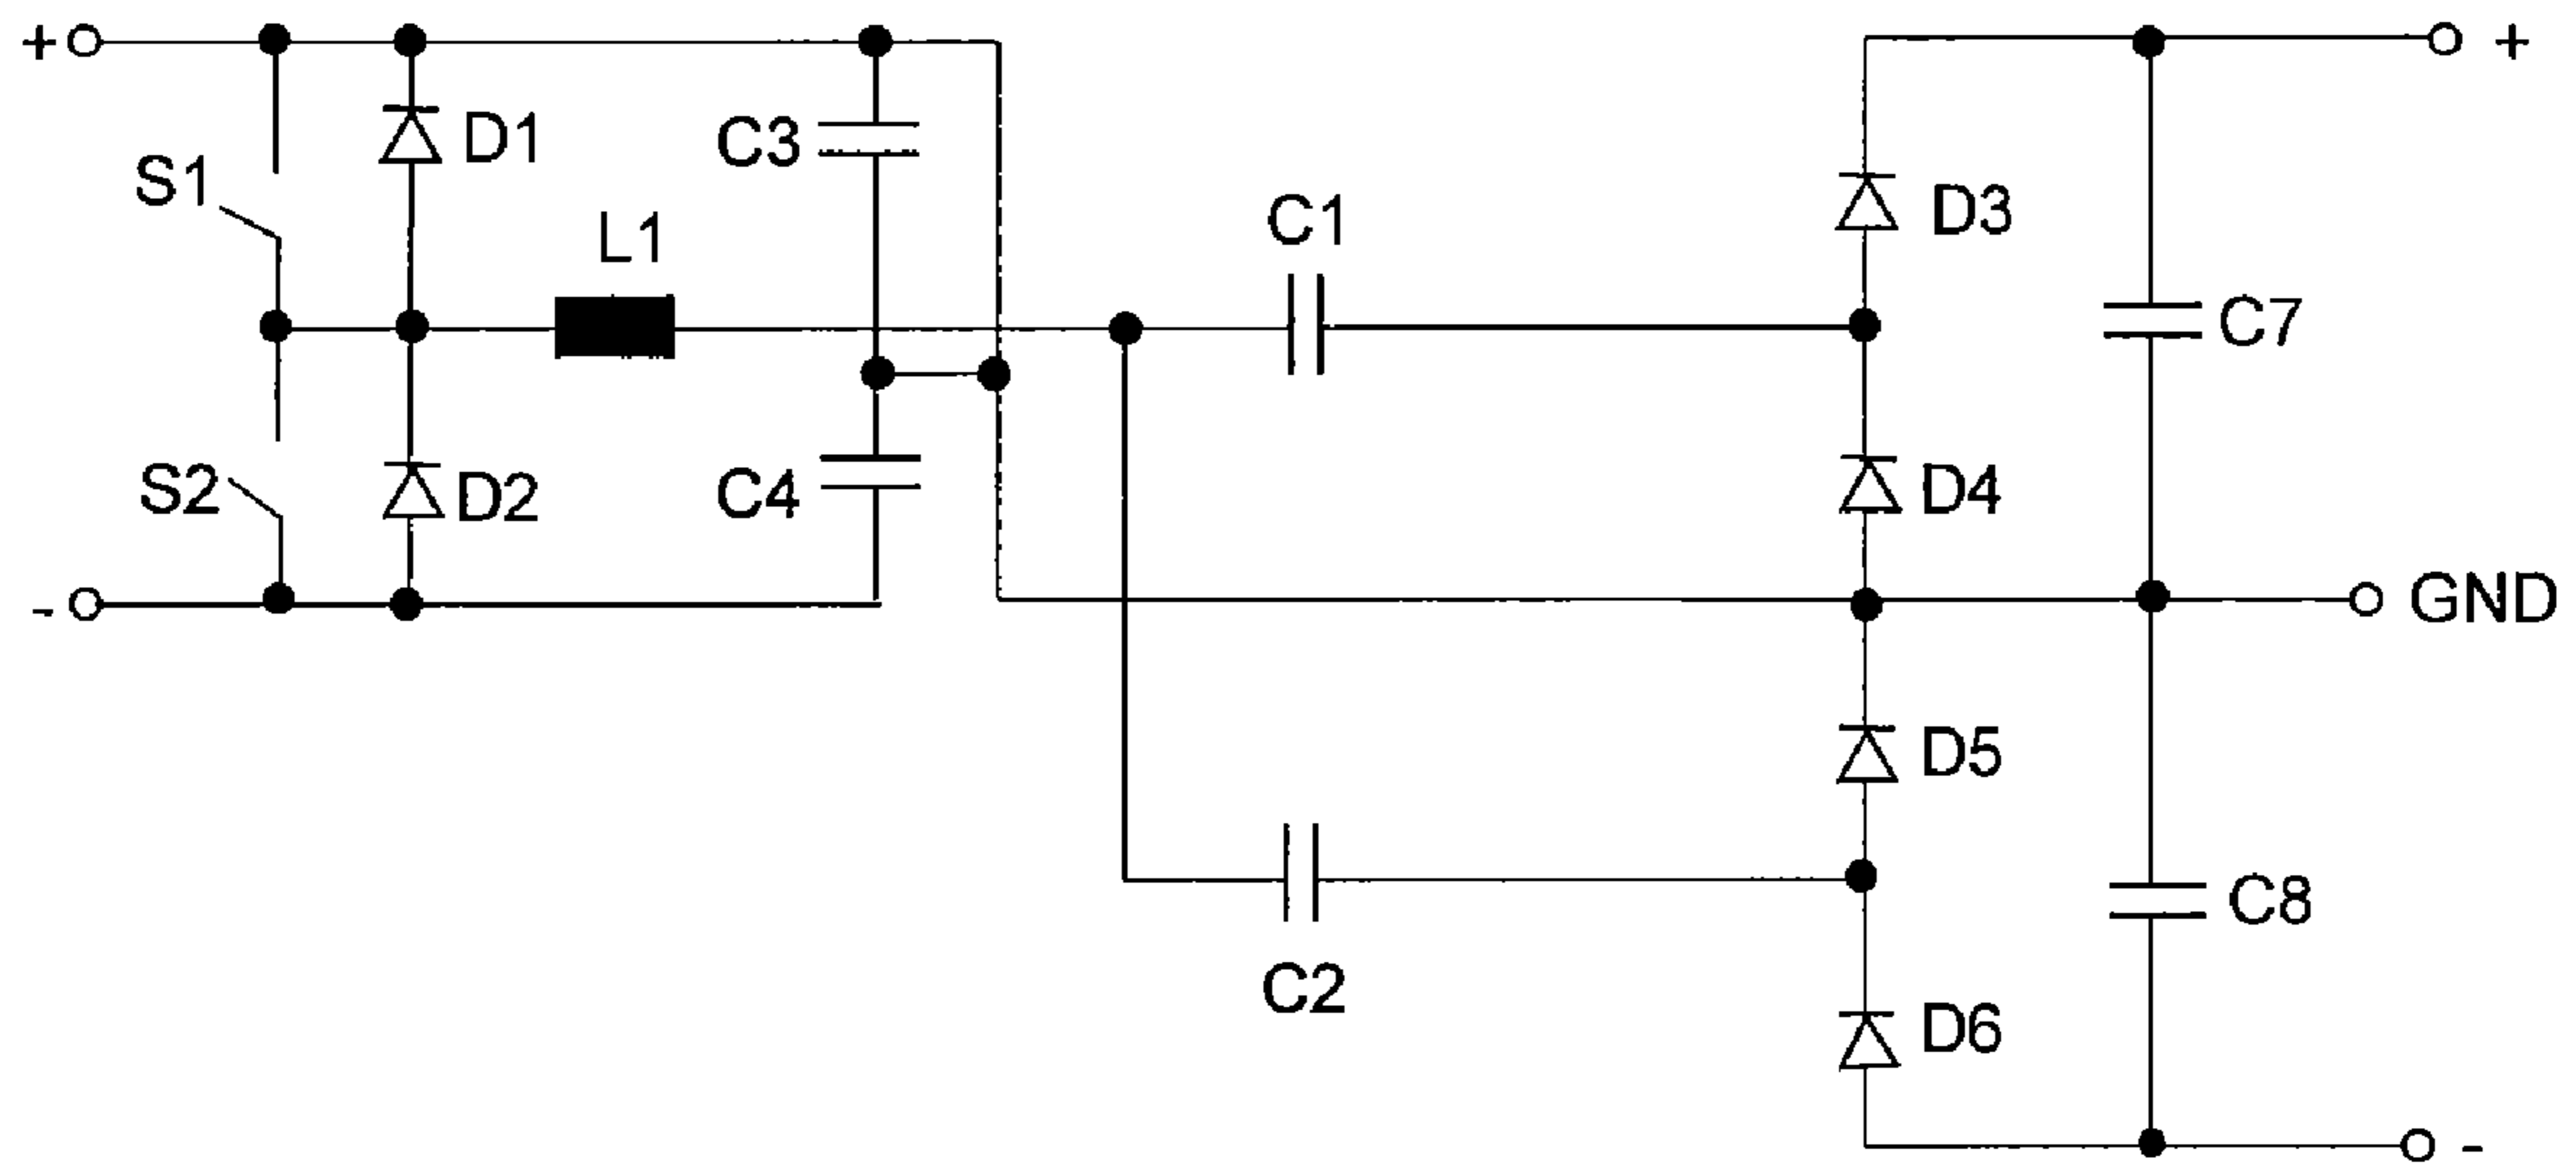 + +
D1
C3
S1
D3
C1
L1
C7
S2
D2
C4
D4
GND
D5
C8
C2
D6
- -